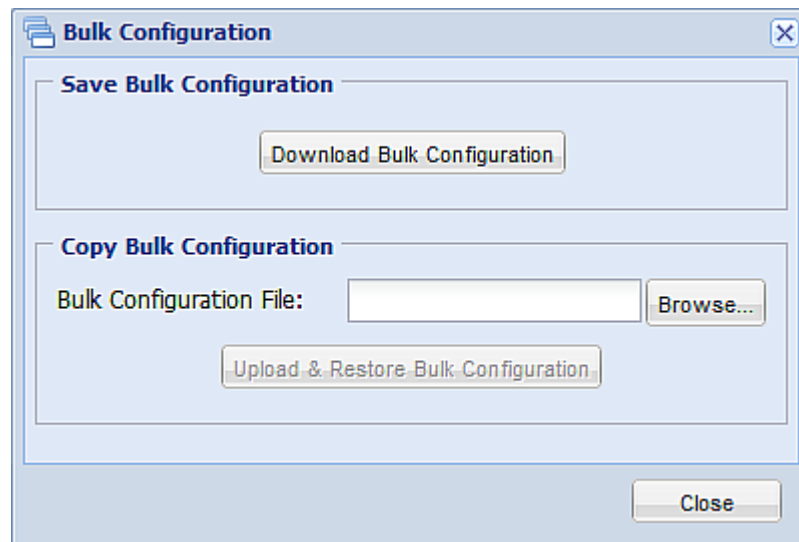 Bulk Configuration
Save Bulk Configuration
Download Bulk Configuration
Copy Bulk Configuration
Bulk Configuration File: Browse...
Upload & Restore Bulk Configuration
Close